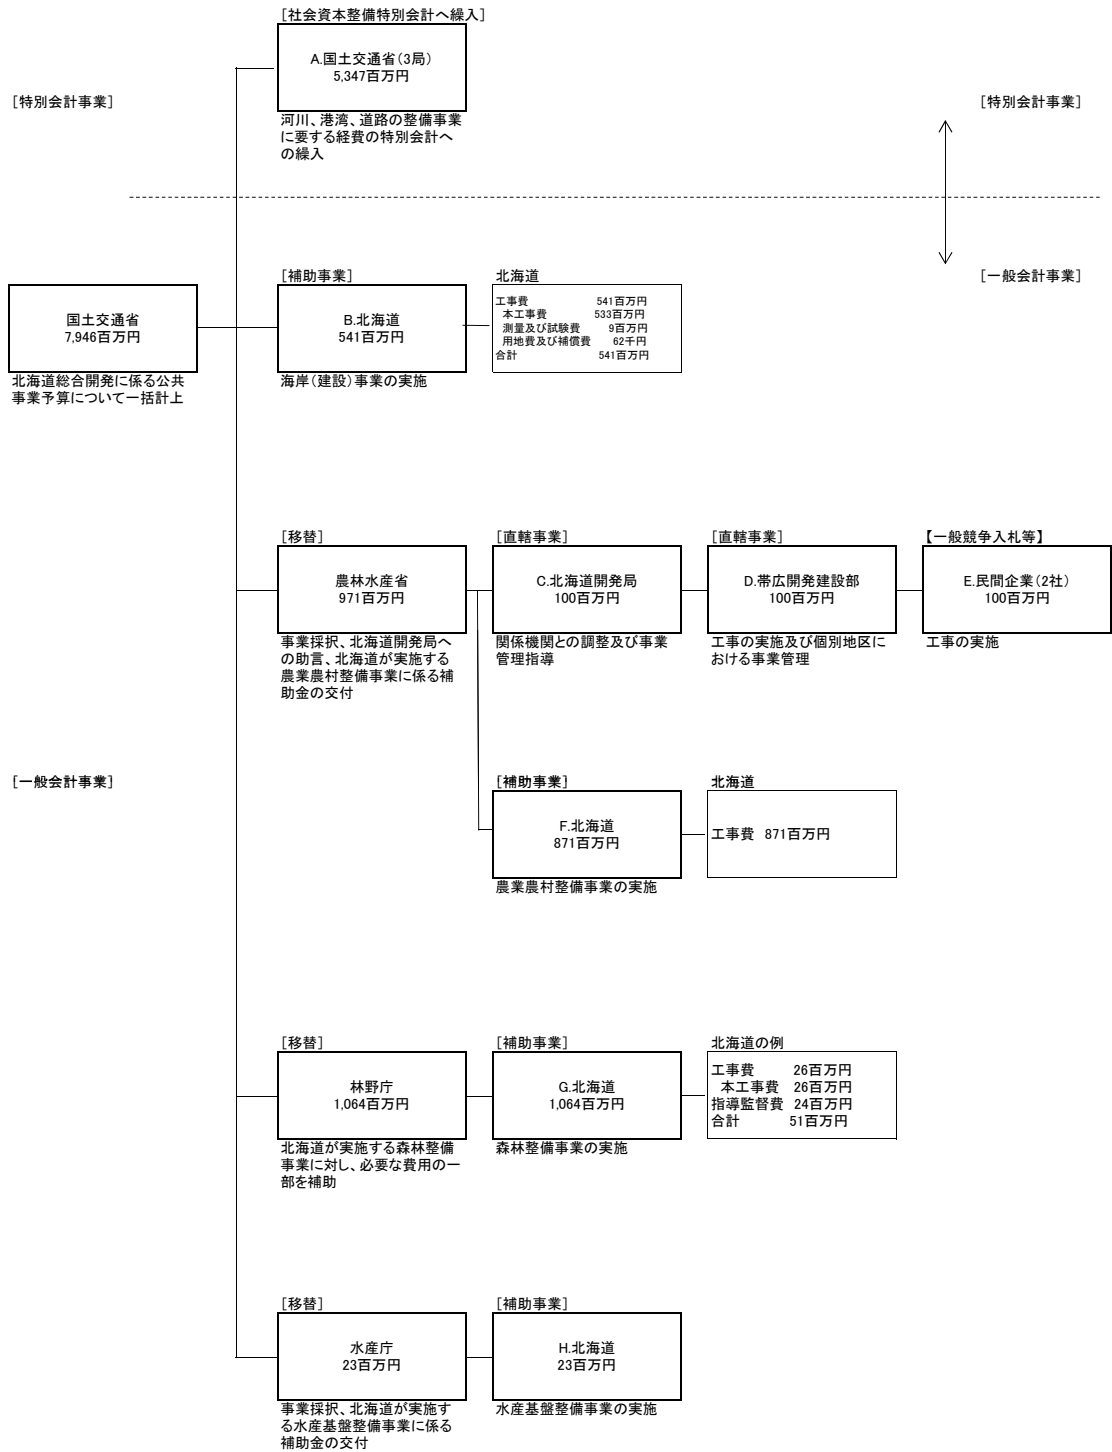 [社会資本整備特別会計へ繰入]
A.国土交通省(3局)
5,347百万円
[特別会計事業]
[特別会計事業]
河川、港湾、道路の整備事業
に要する経費の特別会計へ
の繰入
[一般会計事業]
国土交通省
7,946百万円
北海道総合開発に係る公共
事業予算について一括計上
[補助事業]
B.北海道
541百万円
海岸(建設)事業の実施
北海道
工事費 541百万円
本工事費 533百万円
測量及び試験費 9百万円
用地費及び補償費 62千円
合計 541百万円
[移替]
農林水産省
971百万円
事業採択、北海道開発局へ
の助言、北海道が実施する
農業農村整備事業に係る補
助金の交付
[直轄事業]
C.北海道開発局
100百万円
関係機関との調整及び事業
管理指導
[直轄事業]
D.帯広開発建設部
100百万円
工事の実施及び個別地区に
おける事業管理
【一般競争入札等】
E.民間企業(2社)
100百万円
工事の実施
[一般会計事業]
[補助事業]
F.北海道
871百万円
農業農村整備事業の実施
北海道
工事費 871百万円
[移替]
林野庁
1,064百万円
北海道が実施する森林整備
事業に対し、必要な費用の一
部を補助
[補助事業]
G.北海道
1,064百万円
森林整備事業の実施
北海道の例
工事費 26百万円
本工事費 26百万円
指導監督費 24百万円
合計 51百万円
[移替]
水産庁
23百万円
事業採択、北海道が実施す
る水産基盤整備事業に係る
補助金の交付
[補助事業]
H.北海道
23百万円
水産基盤整備事業の実施